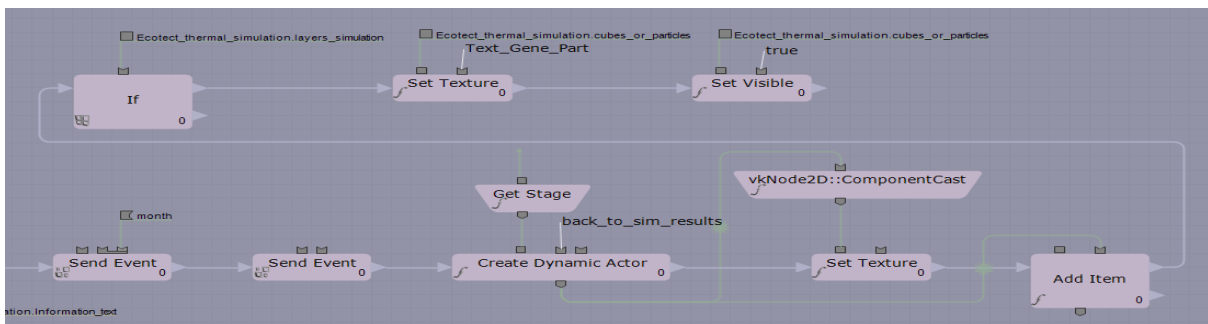 Ecotect_thermal_simulation.layers_simulation
Ecotect_thermal_simulation.cubes_or_particles
Ecotect_thermal_simulation.cubes_or_particles
Text_Gene_Part
true
If
0
Set Texture
0
Set Visible
0
Get Stage
vkNode2D::ComponentCast
month
back_to_sim_results
Send Event
0
Send Event
0
Create Dynamic Actor
0
Set Texture
0
Add Item
0
ation.Information_text